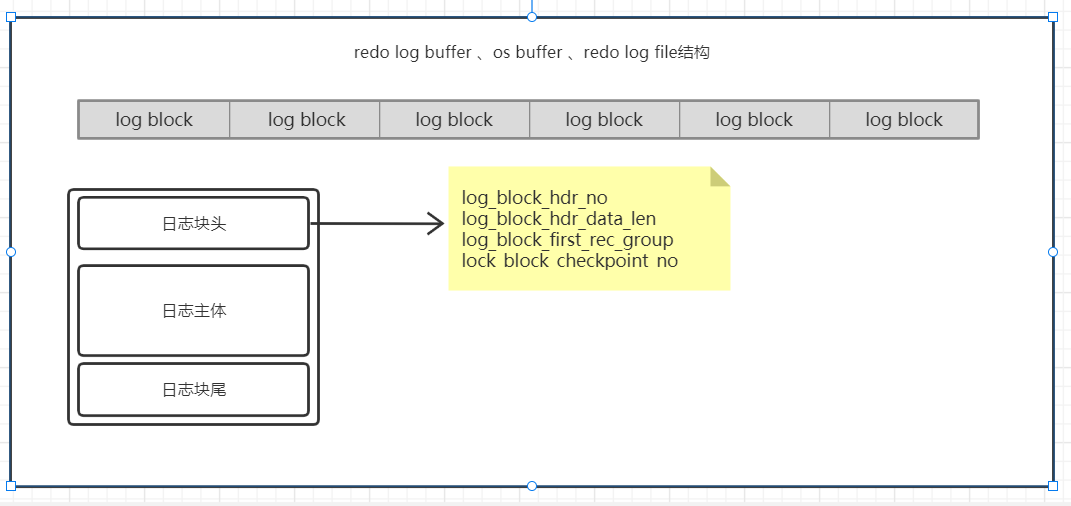 redo log buffer 、os buffer 、redo log file结构
log block log block log block log block log block log block
日志块头
log_block_hdr_no
log_block_hdr_data_len
log_block_first_rec_group
lock_block_checkpoint_no
日志主体
日志块尾